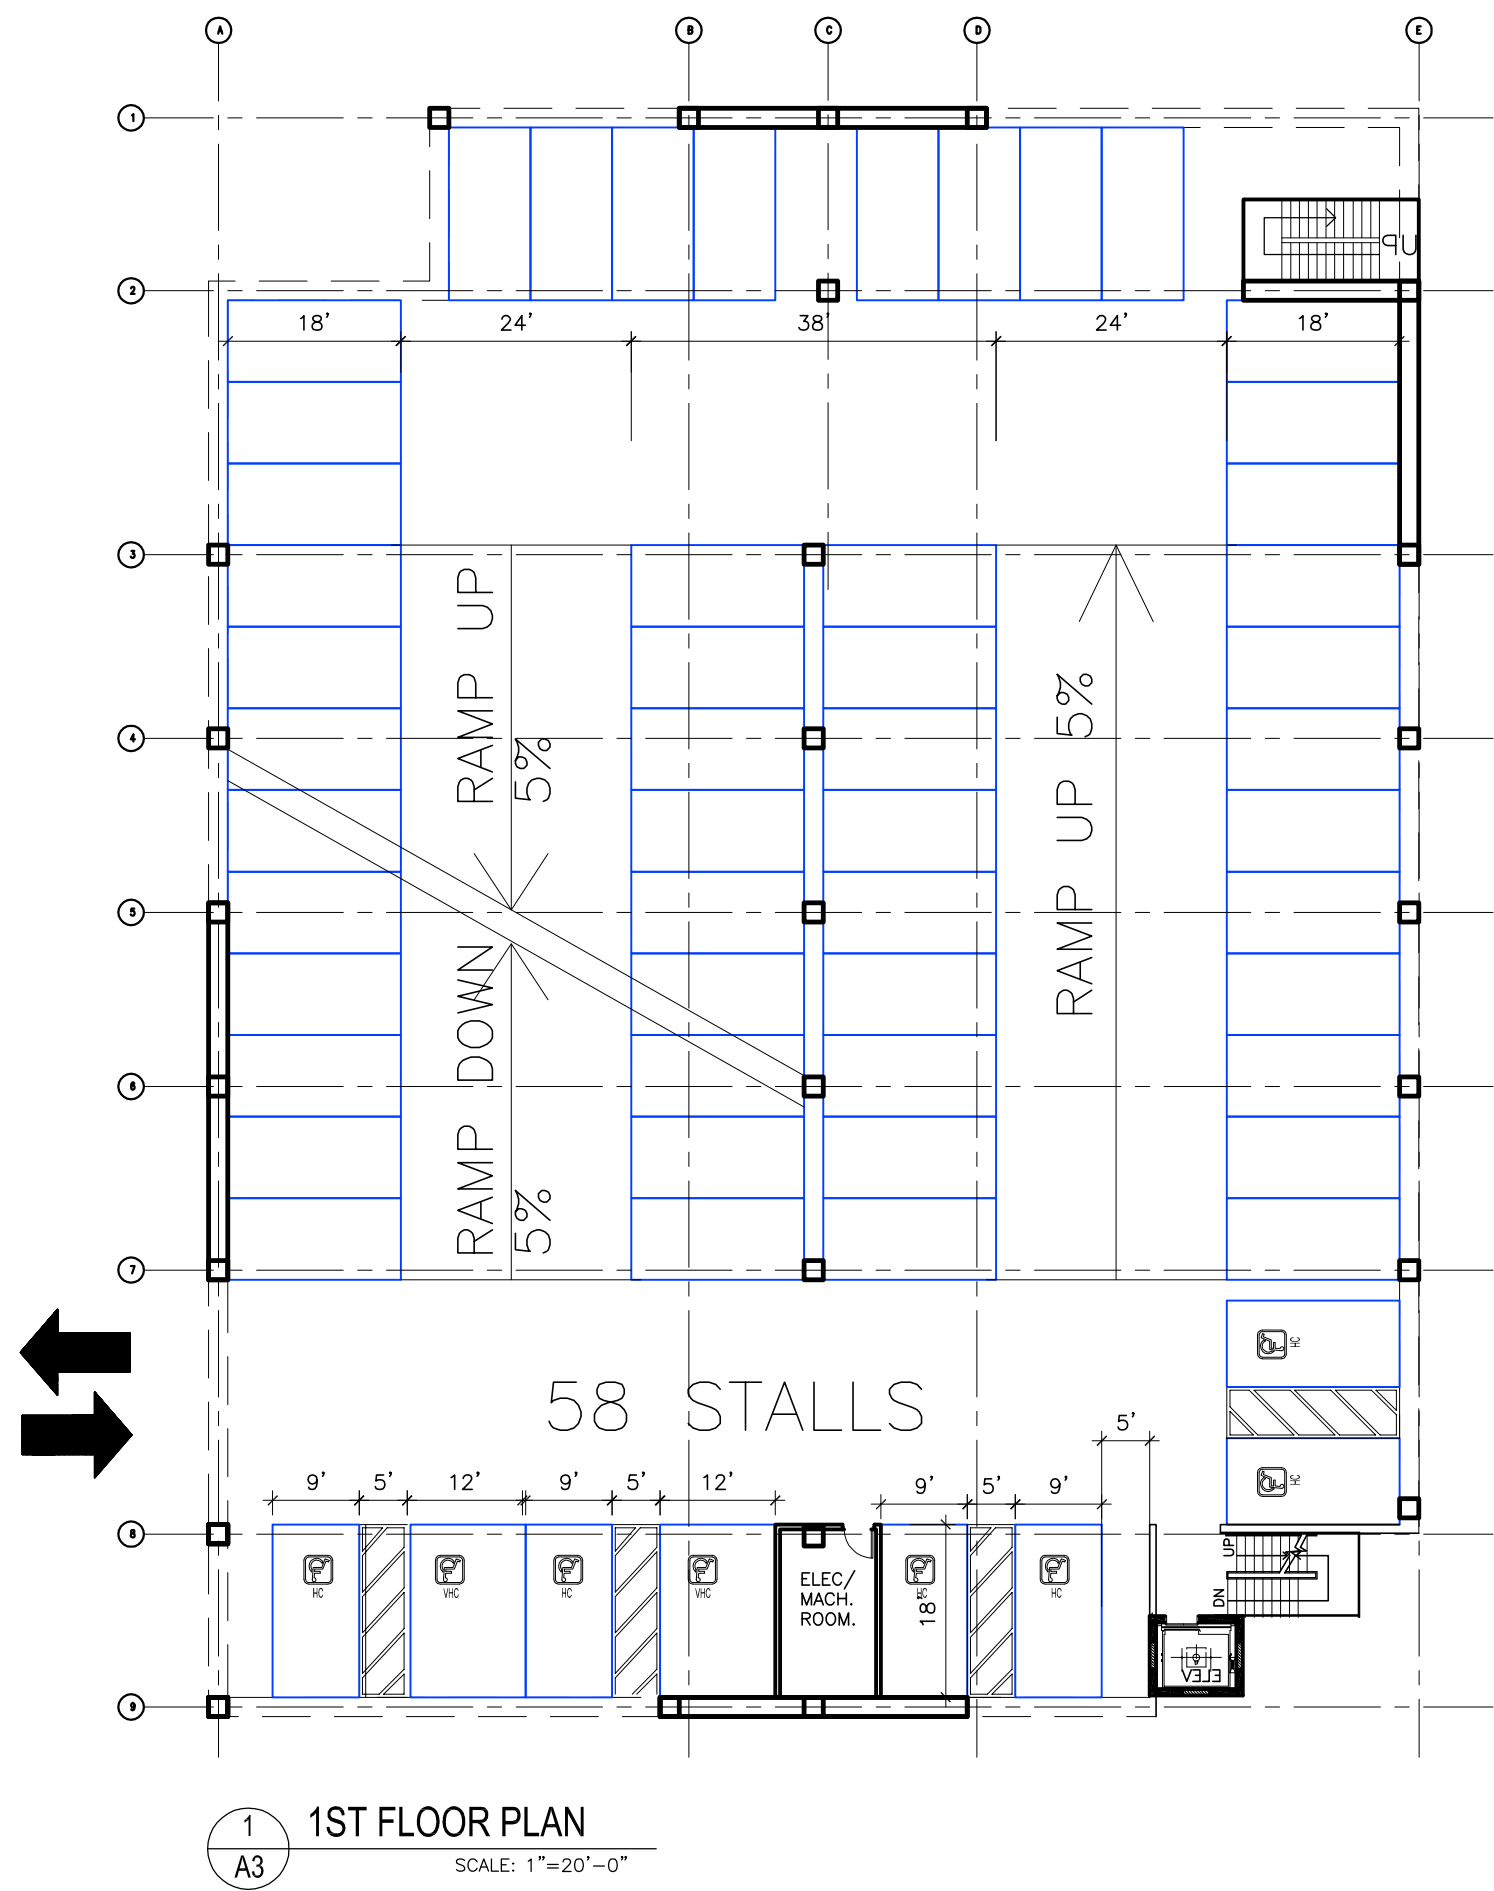 A B C D E
1
2
18' 24' 38' 24' 18'
UP
3
RAMP UP
5%
RAMP UP 5%
4
5
RAMP DOWN
5%
6
7
HC
58 STALLS
5'
HC
9' 5' 12' 9' 5' 12' 9' 5' 9'
8
HC VHC HC VHC HC HC
ELEC/
MACH.
ROOM.
18'
UP
DN
ELEV
9
1
A3
1ST FLOOR PLAN
SCALE: 1"=20'-0"